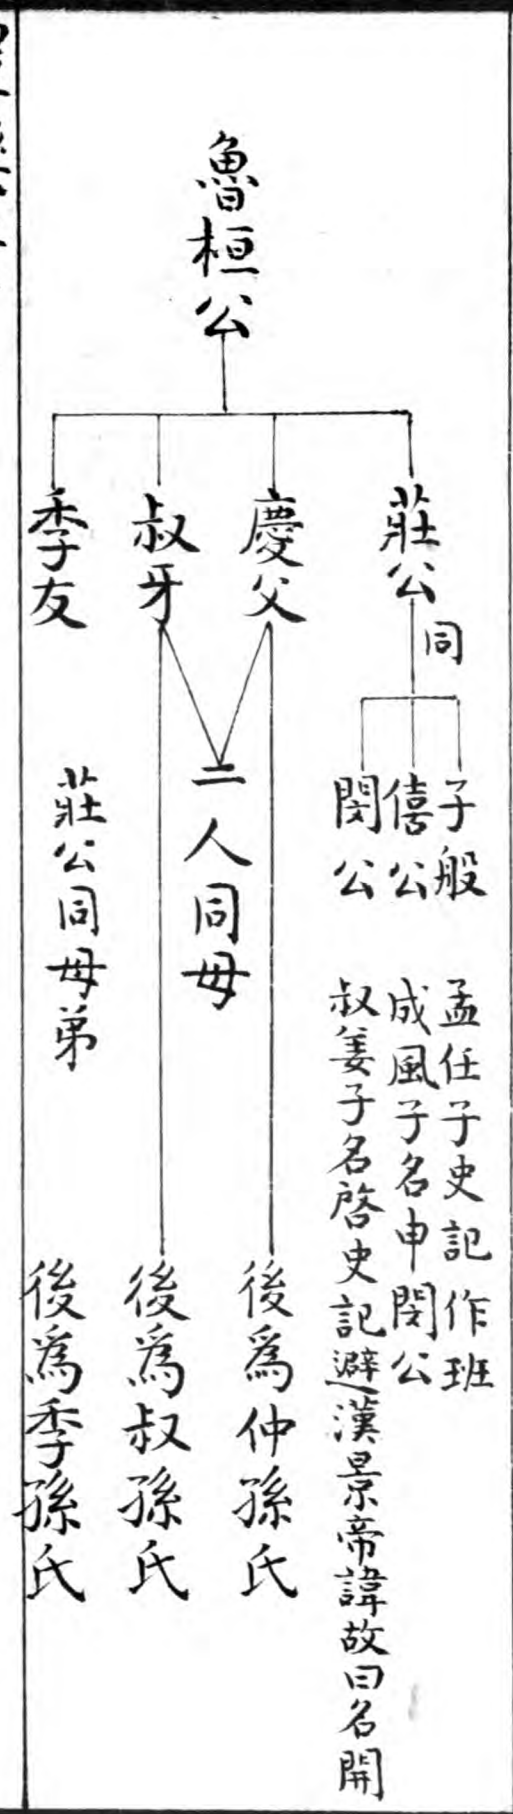 魯桓公
莊公同
子般 孟任子史記作班
僖公 成風子名申閔公
閔公 叔姜子名啓史記避漢景帝諱故曰名開
慶父
後爲仲孫氏
二人同母
叔牙
後爲叔孫氏
季友
莊公同母弟
後爲季孫氏